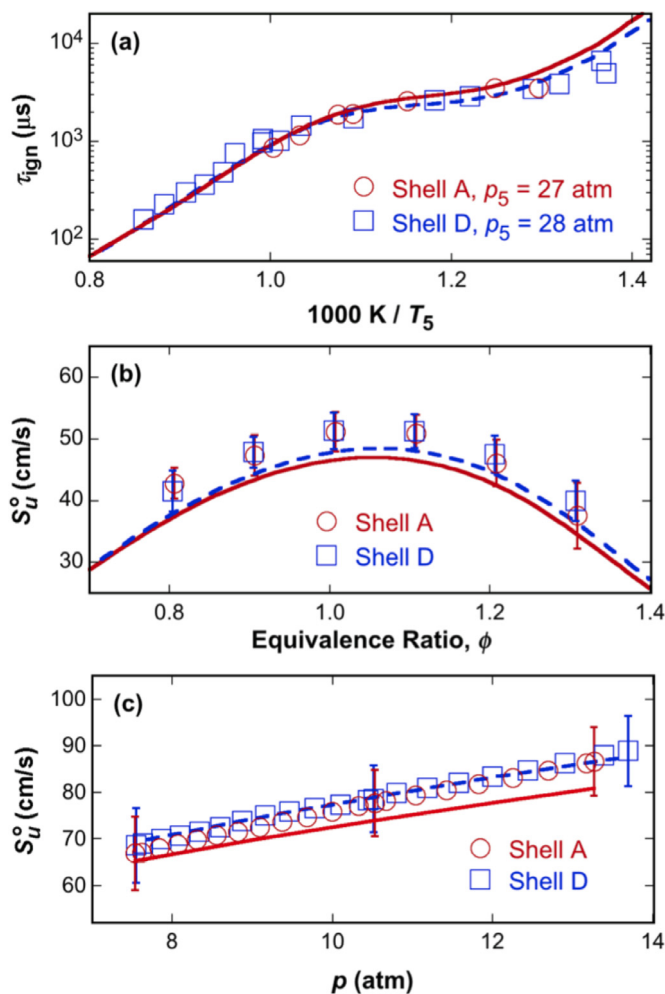 (a)
10⁴
10³
10²
τign (μs)
Shell A, p5 = 27 atm
Shell D, p5 = 28 atm
0.8 1.0 1.2 1.4
1000 K / T5
(b)
60
50
40
30
S°u (cm/s)
Shell A
Shell D
0.8 1.0 1.2 1.4
Equivalence Ratio, ϕ
(c)
100
90
80
70
60
S°u (cm/s)
Shell A
Shell D
8 10 12 14
p (atm)